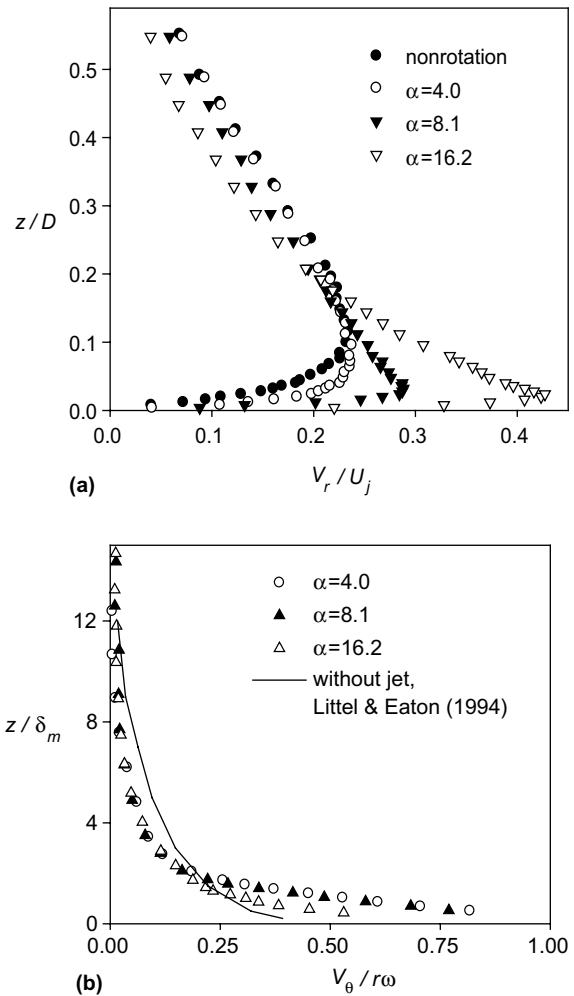 0.5
0.4
0.3
0.2
0.1
0.0
z / D
nonrotation
α=4.0
α=8.1
α=16.2
0.0 0.1 0.2 0.3 0.4
V_r / U_j
(a)
12
8
4
0
z / δ_m
α=4.0
α=8.1
α=16.2
without jet,
Littel & Eaton (1994)
0.00 0.25 0.50 0.75 1.00
V_θ / rω
(b)